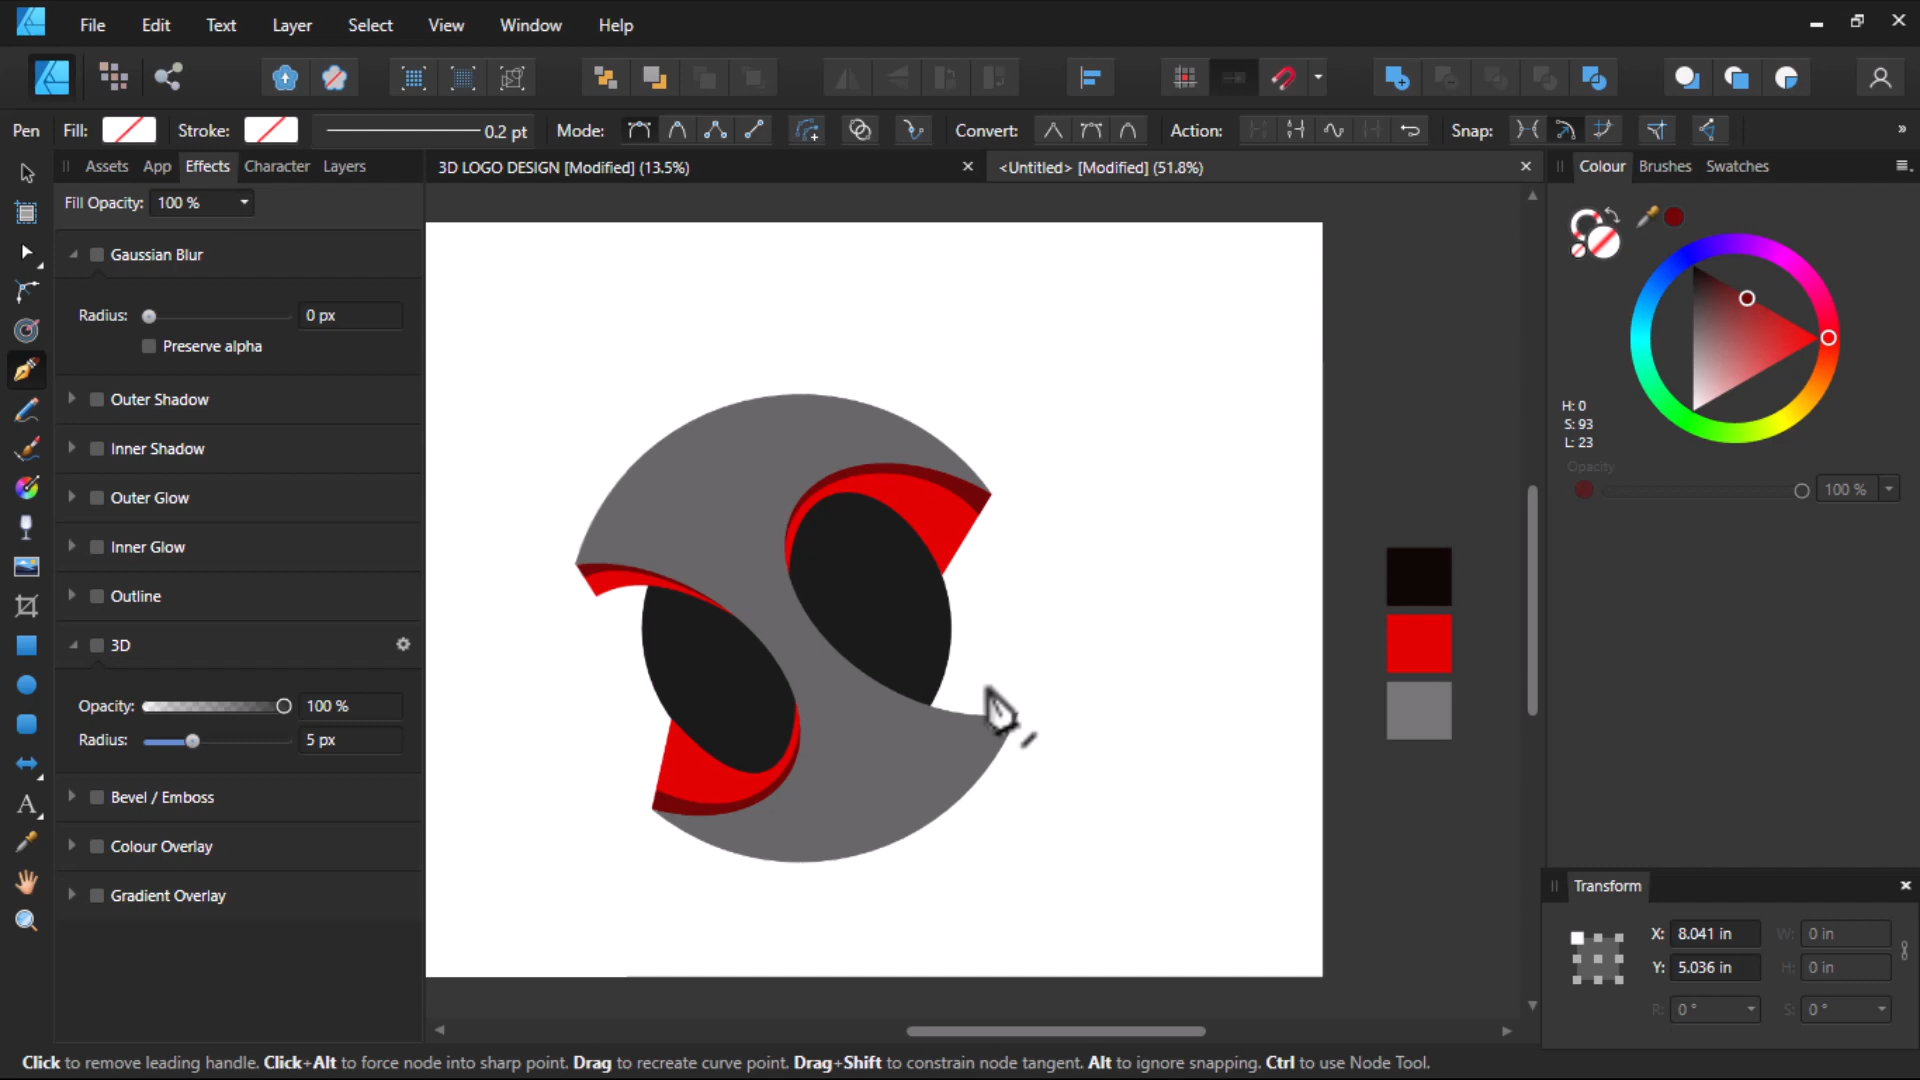 File Edit Text Layer Select View Window Help
Pen Fill: Stroke: 0.2 pt Mode: Convert: Action: Snap: »
Assets App Effects Character Layers
3D LOGO DESIGN [Modified] (13.5%)
<Untitled> [Modified] (51.8%)
Colour Brushes Swatches
Fill Opacity: 100 %
Gaussian Blur
Radius: 0 px
Preserve alpha
Outer Shadow
Inner Shadow
Outer Glow
Inner Glow
Outline
3D
Opacity: 100 %
Radius: 5 px
Bevel / Emboss
Colour Overlay
Gradient Overlay
H: 0
S: 93
L: 23
Opacity
100 %
Transform
X: 8.041 in W: 0 in
Y: 5.036 in H: 0 in
R: 0 ° S: 0 °
Click to remove leading handle. Click+Alt to force node into sharp point. Drag to recreate curve point. Drag+Shift to constrain node tangent. Alt to ignore snapping. Ctrl to use Node Tool.